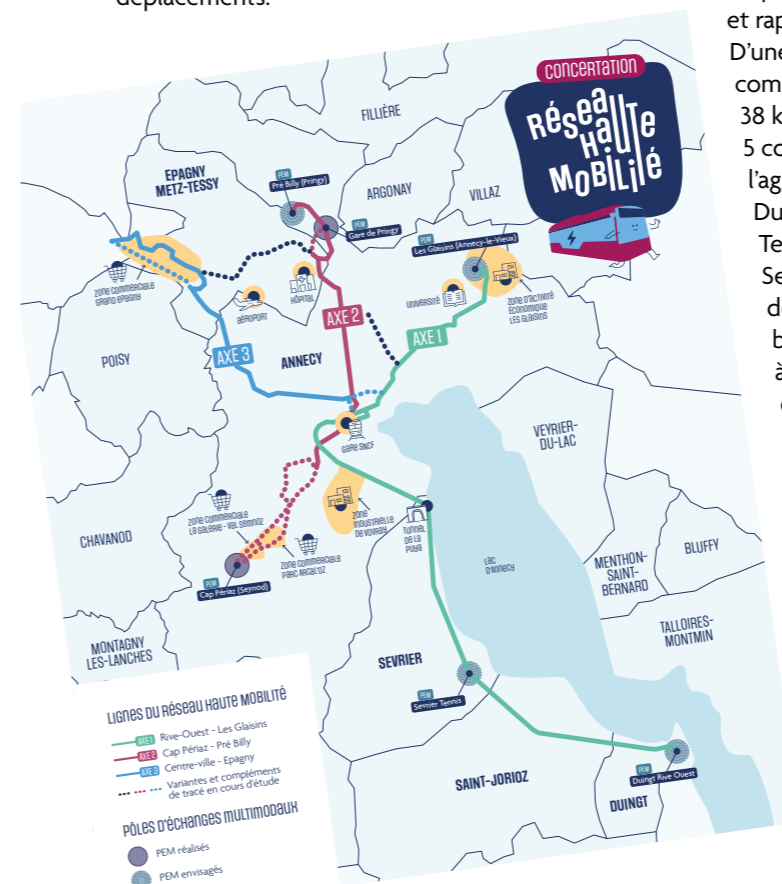 déplacements.
et rap
D'une
com
38 k
5 co
l'ag
Du
Te
Se
d
b
à
CONCERTATION
Réseau
Haute
Mobilité
FILLIÈRE
EPAGNY
METZ-TESSY
ARGONAY
VILLAZ
PEM
Pré Billy (Pringy)
PEM
Gare de Pringy
PEM
Les Glaisins (Annecy-le-Vieux)
ZONE COMMERCIALE
GRAND EPAGNY
AÉROPORT
HÔPITAL
UNIVERSITÉ
ZONE D'ACTIVITÉ
ÉCONOMIQUE
LES GLAISINS
AXE 2
AXE 1
AXE 3
POISY
ANNECY
GARE SNCF
VEYRIER-
DU-LAC
CHAVANOD
ZONE COMMERCIALE
LA GALERIE - VAL SEMNOZ
ZONE
INDUSTRIELLE
DE VOVRAY
TUNNEL
DE LA
PUYA
ZONE COMMERCIALE
PARC ARCAL'OZ
PEM
Cap Périaz (Seynod)
LAC
D'ANNECY
MENTHON-
SAINT-
BERNARD
BLUFFY
TALLOIRES-
MONTMIN
MONTAGNY
LES-LANCHES
SEVRIER
PEM
Sevrier Tennis
SAINT-JORIOZ
PEM
Duingt Rive Ouest
DUINGT
LIGNES DU RÉSEAU HAUTE MOBILITÉ
AXE 1 Rive-Ouest - Les Glaisins
AXE 2 Cap Périaz - Pré Billy
AXE 3 Centre-ville - Epagny
Variantes et compléments
de tracé en cours d'étude
PÔLES D'ÉCHANGES MULTIMODAUX
PEM réalisés
PEM envisagés